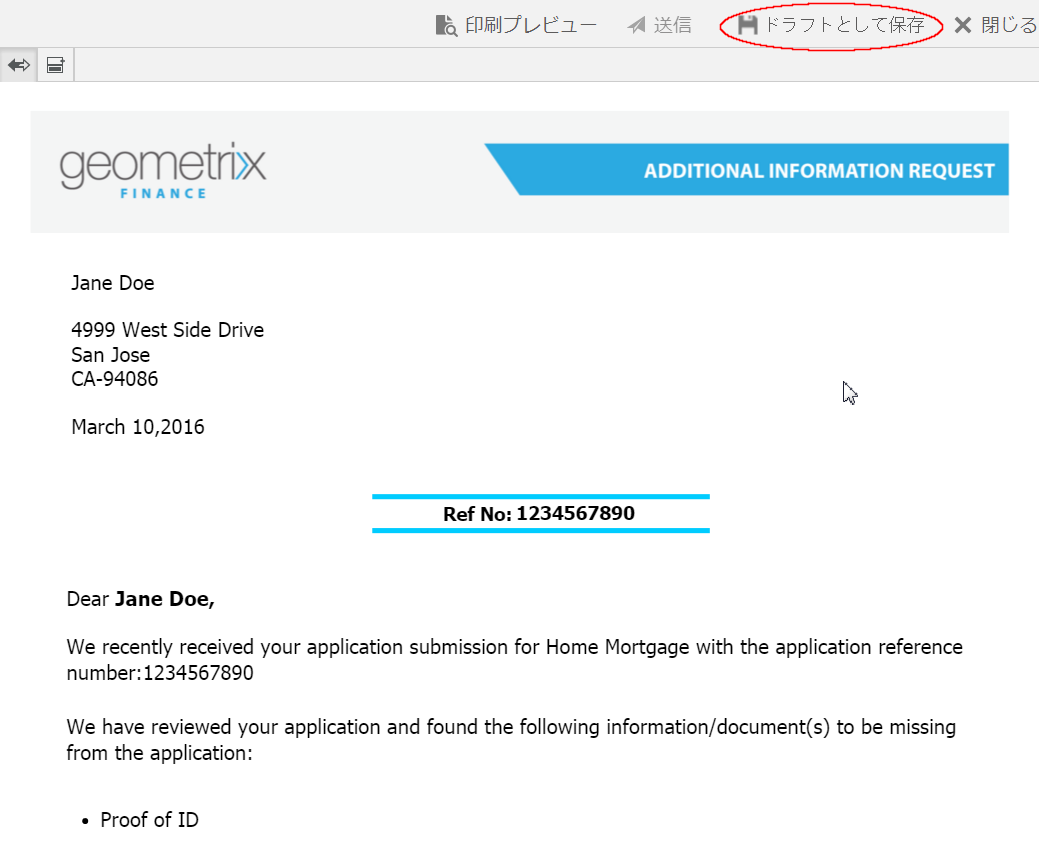 印刷プレビュー 送信 ドラフトとして保存 閉じる
geometrixx
FINANCE
ADDITIONAL INFORMATION REQUEST
Jane Doe
4999 West Side Drive
San Jose
CA-94086
March 10,2016
Ref No: 1234567890
Dear Jane Doe,
We recently received your application submission for Home Mortgage with the application reference
number:1234567890
We have reviewed your application and found the following information/document(s) to be missing
from the application:
• Proof of ID